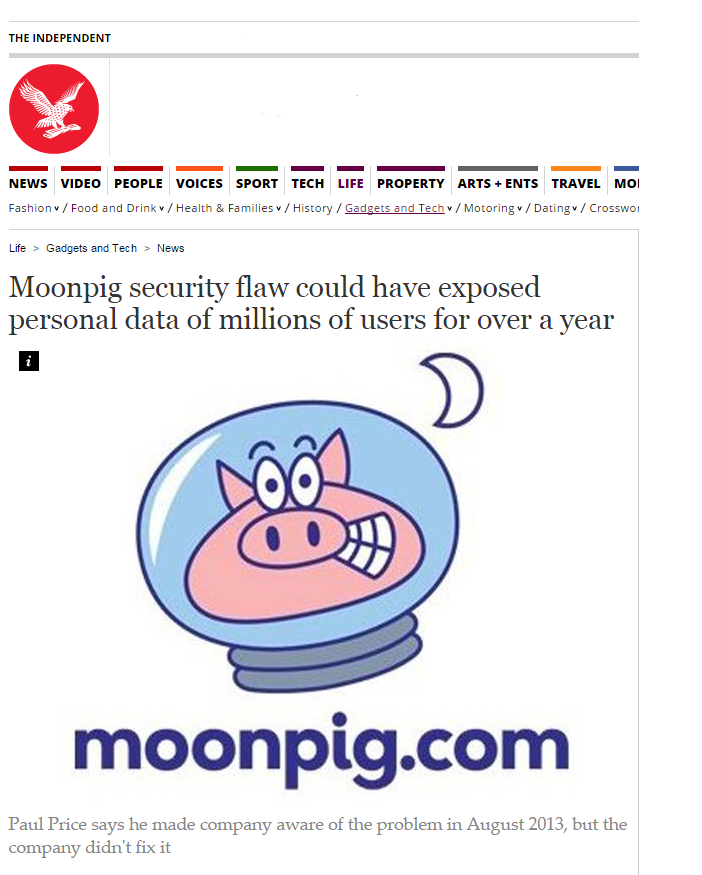 THE INDEPENDENT
NEWS VIDEO PEOPLE VOICES SPORT TECH LIFE PROPERTY ARTS + ENTS TRAVEL MO
Fashion / Food and Drink / Health & Families / History / Gadgets and Tech / Motoring / Dating / Crosswor
Life > Gadgets and Tech > News
Moonpig security flaw could have exposed
personal data of millions of users for over a year
i
moonpig.com
Paul Price says he made company aware of the problem in August 2013, but the
company didn't fix it